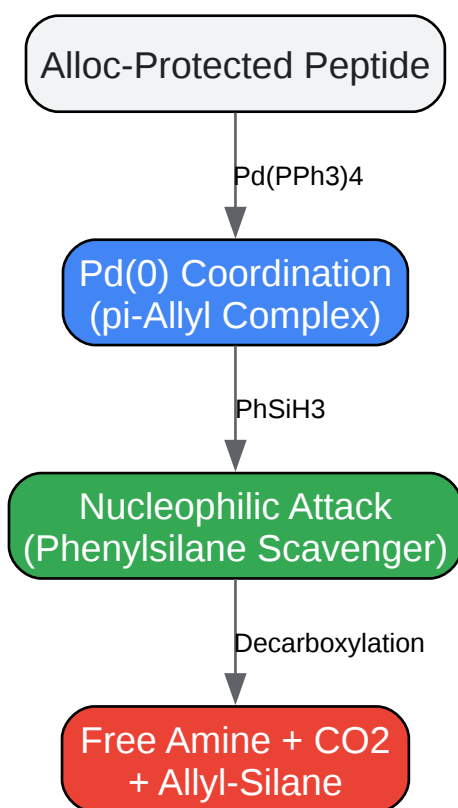 Alloc-Protected Peptide
Pd(PPh3)4
Pd(0) Coordination
(pi-Allyl Complex)
PhSiH3
Nucleophilic Attack
(Phenylsilane Scavenger)
Decarboxylation
Free Amine + CO2
+ Allyl-Silane